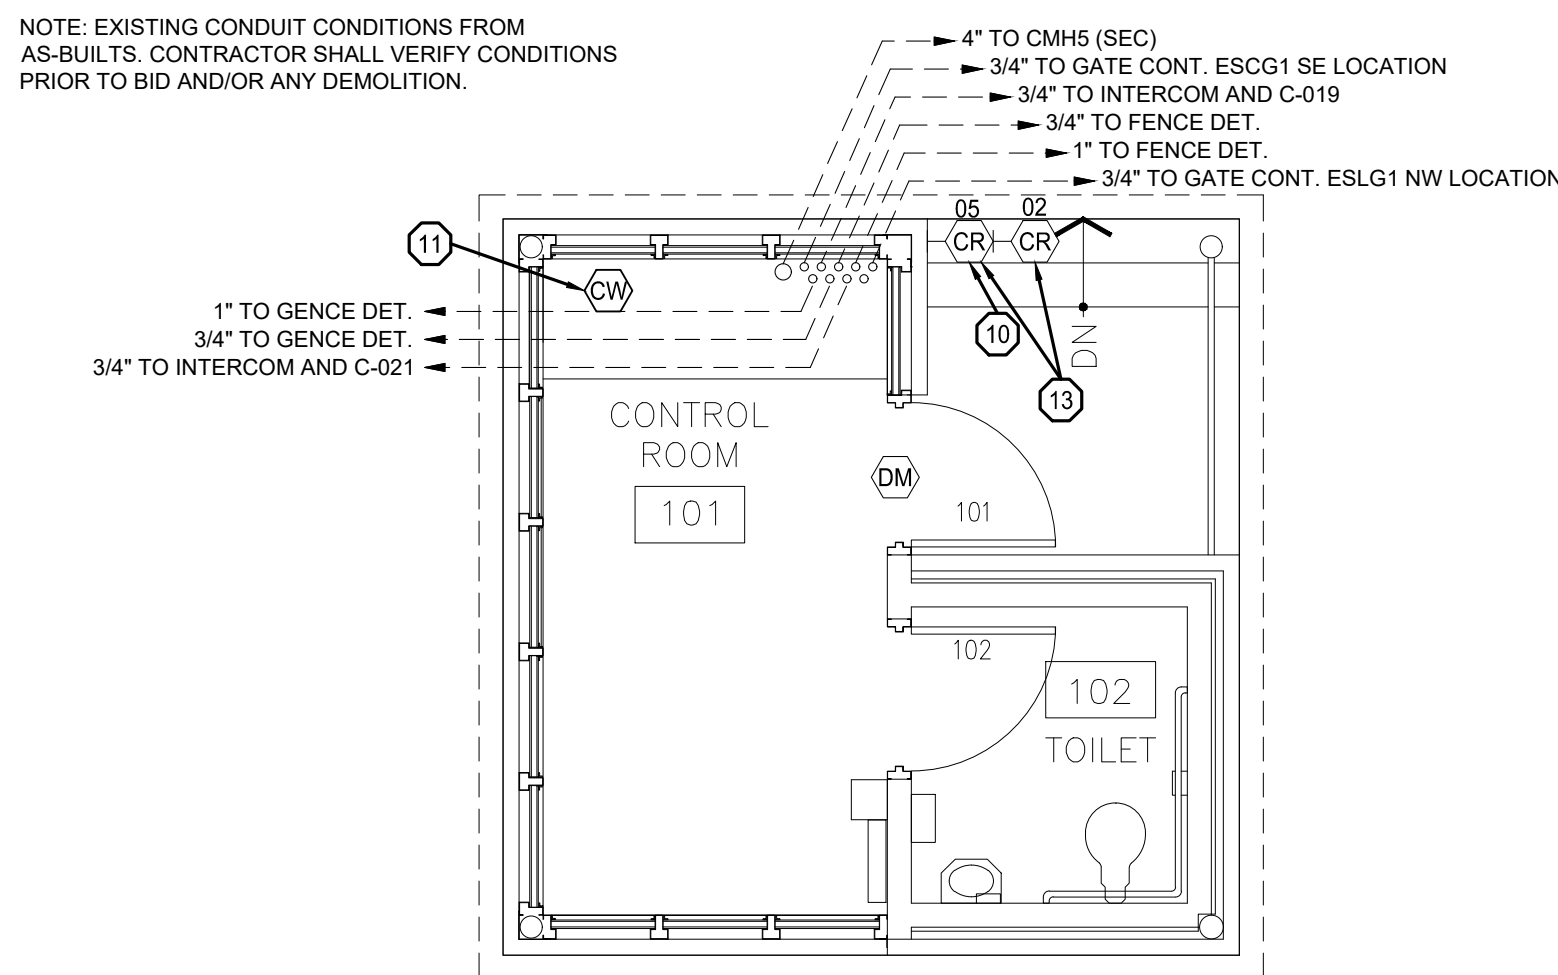 NOTE: EXISTING CONDUIT CONDITIONS FROM
AS-BUILTS. CONTRACTOR SHALL VERIFY CONDITIONS
PRIOR TO BID AND/OR ANY DEMOLITION.
4" TO CMH5 (SEC)
3/4" TO GATE CONT. ESCG1 SE LOCATION
3/4" TO INTERCOM AND C-019
3/4" TO FENCE DET.
1" TO FENCE DET.
3/4" TO GATE CONT. ESLG1 NW LOCATION
05 02
CR CR
11
CW
1" TO GENCE DET.
3/4" TO GENCE DET.
3/4" TO INTERCOM AND C-021
10
DN
13
CONTROL
ROOM
101
DM
101
102
102
TOILET